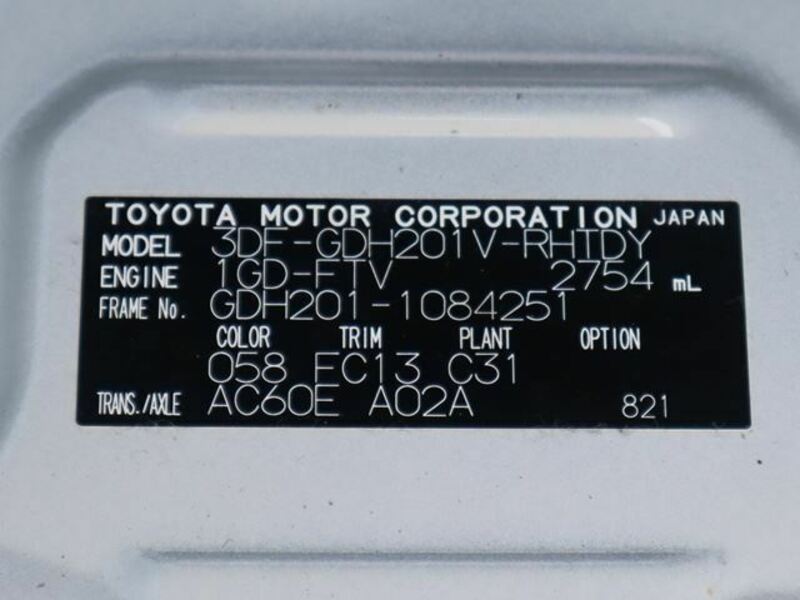 TOYOTA MOTOR CORPORATION JAPAN
MODEL 3DF-GDH201V-RHTDY
ENGINE 1GD-FTV 2754 mL
FRAME No. GDH201-1084251
COLOR TRIM PLANT OPTION
058 FC13 C31
TRANS./AXLE AC60E A02A 821